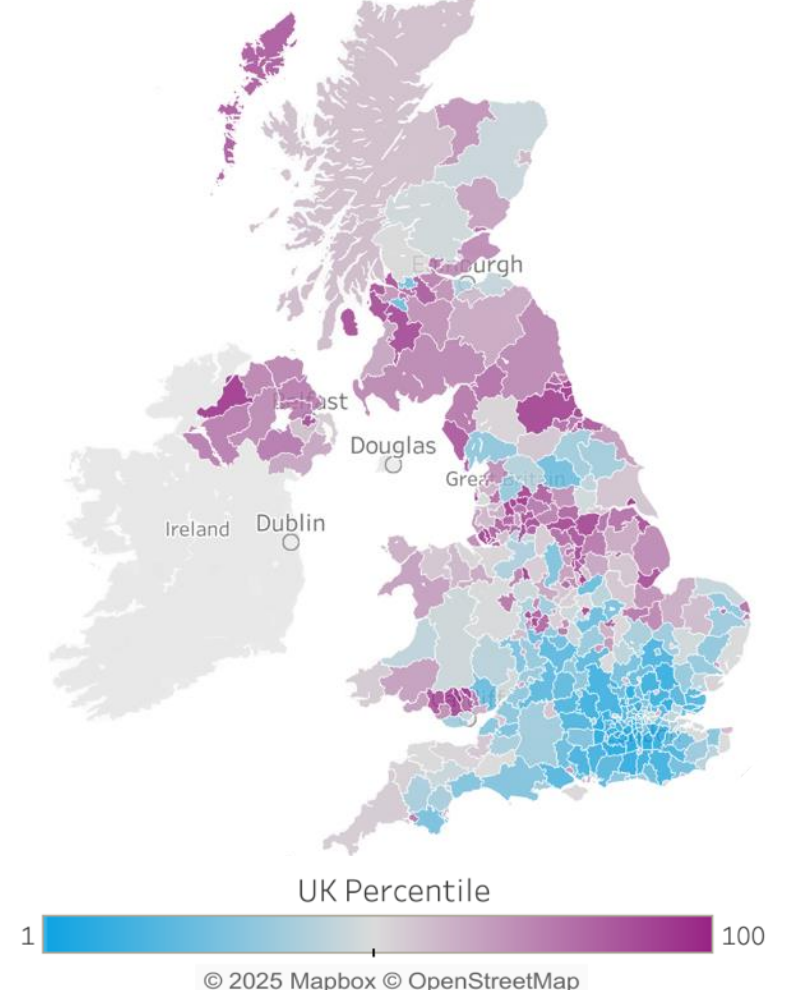 Edinburgh
Belfast
Douglas
Great Britain
Ireland
Dublin
UK Percentile
1
100
© 2025 Mapbox © OpenStreetMap